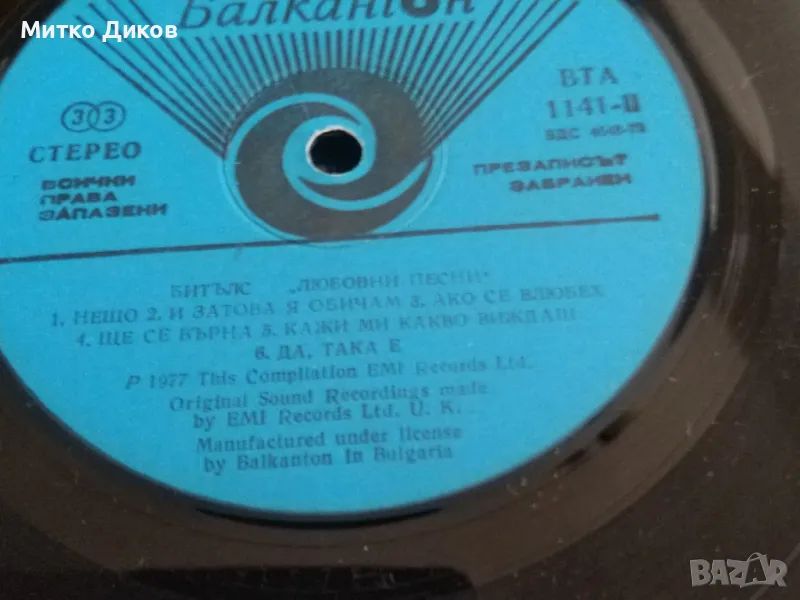 Митко Диков
Балкантон
ВТА
1141-II
33
СТЕРЕО
ВСИЧКИ
ПРАВА
ЗАПАЗЕНИ
ПРЕЗАПИСЪТ
ЗАБРАНЕН
БИТЪЛС „ЛЮБОВНИ ПЕСНИ"
1. НЕЩО 2. И ЗАТОВА Я ОБИЧАМ 3. АКО СЕ ВЛЮБЕХ
4. ЩЕ СЕ ВЪРНА 5. КАЖИ МИ КАКВО ВИЖДАШ
6. ДА, ТАКА Е
P 1977 This Compilation EMI Records Ltd.
Original Sound Recordings made
by EMI Records Ltd. U. K.
Manufactured under license
by Balkanton In Bulgaria
BAZAR